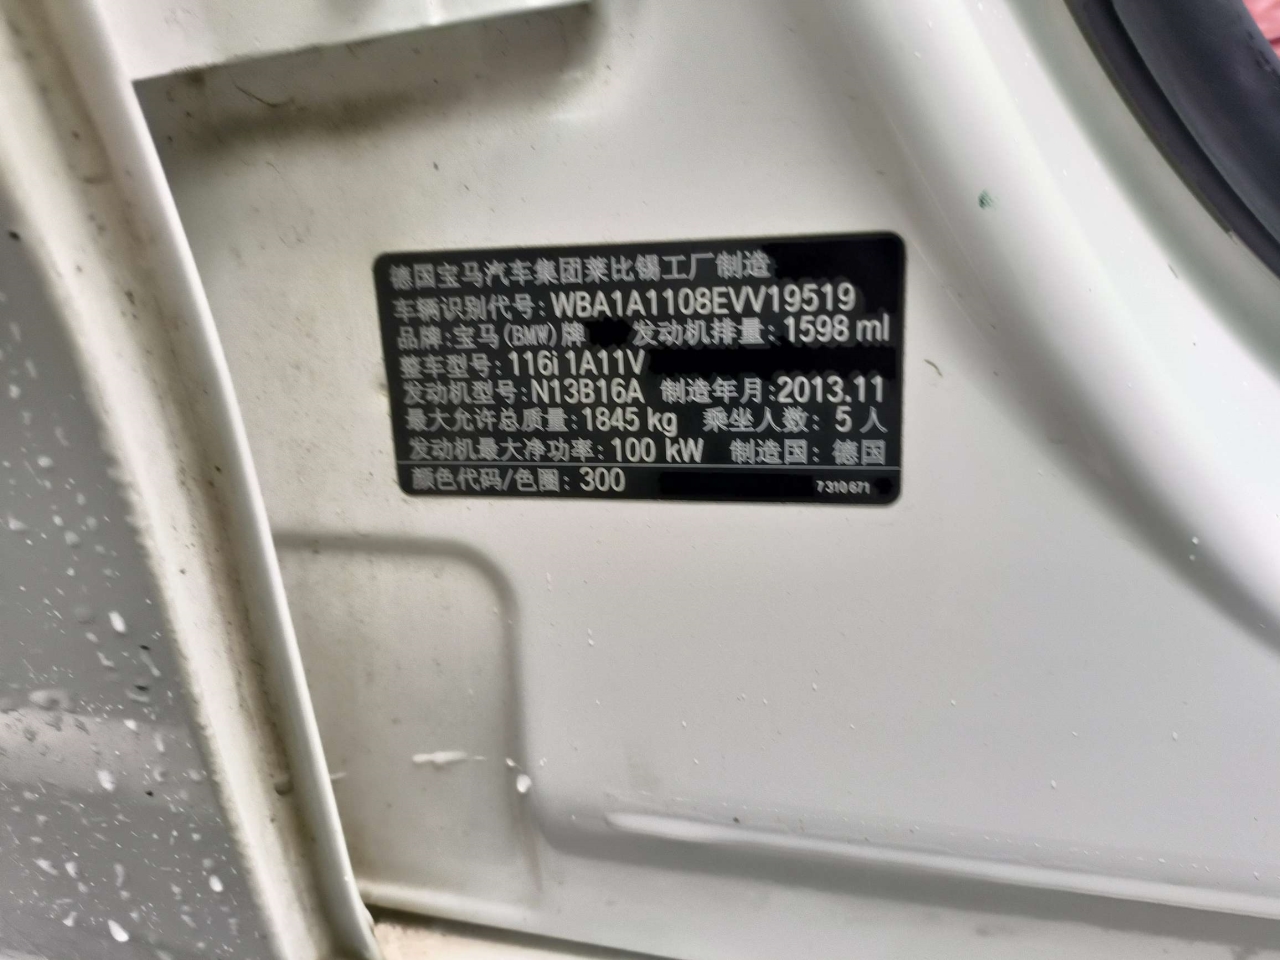 德国宝马汽车集团莱比锡工厂制造
车辆识别代号: WBA1A1108EVV19519
品牌: 宝马(BMW)牌 发动机排量: 1598 ml
整车型号: 116i 1A11V
发动机型号: N13B16A 制造年月: 2013.11
最大允许总质量: 1845 kg 乘坐人数: 5 人
发动机最大净功率: 100 kW 制造国: 德国
颜色代码/色圈: 300 7310671